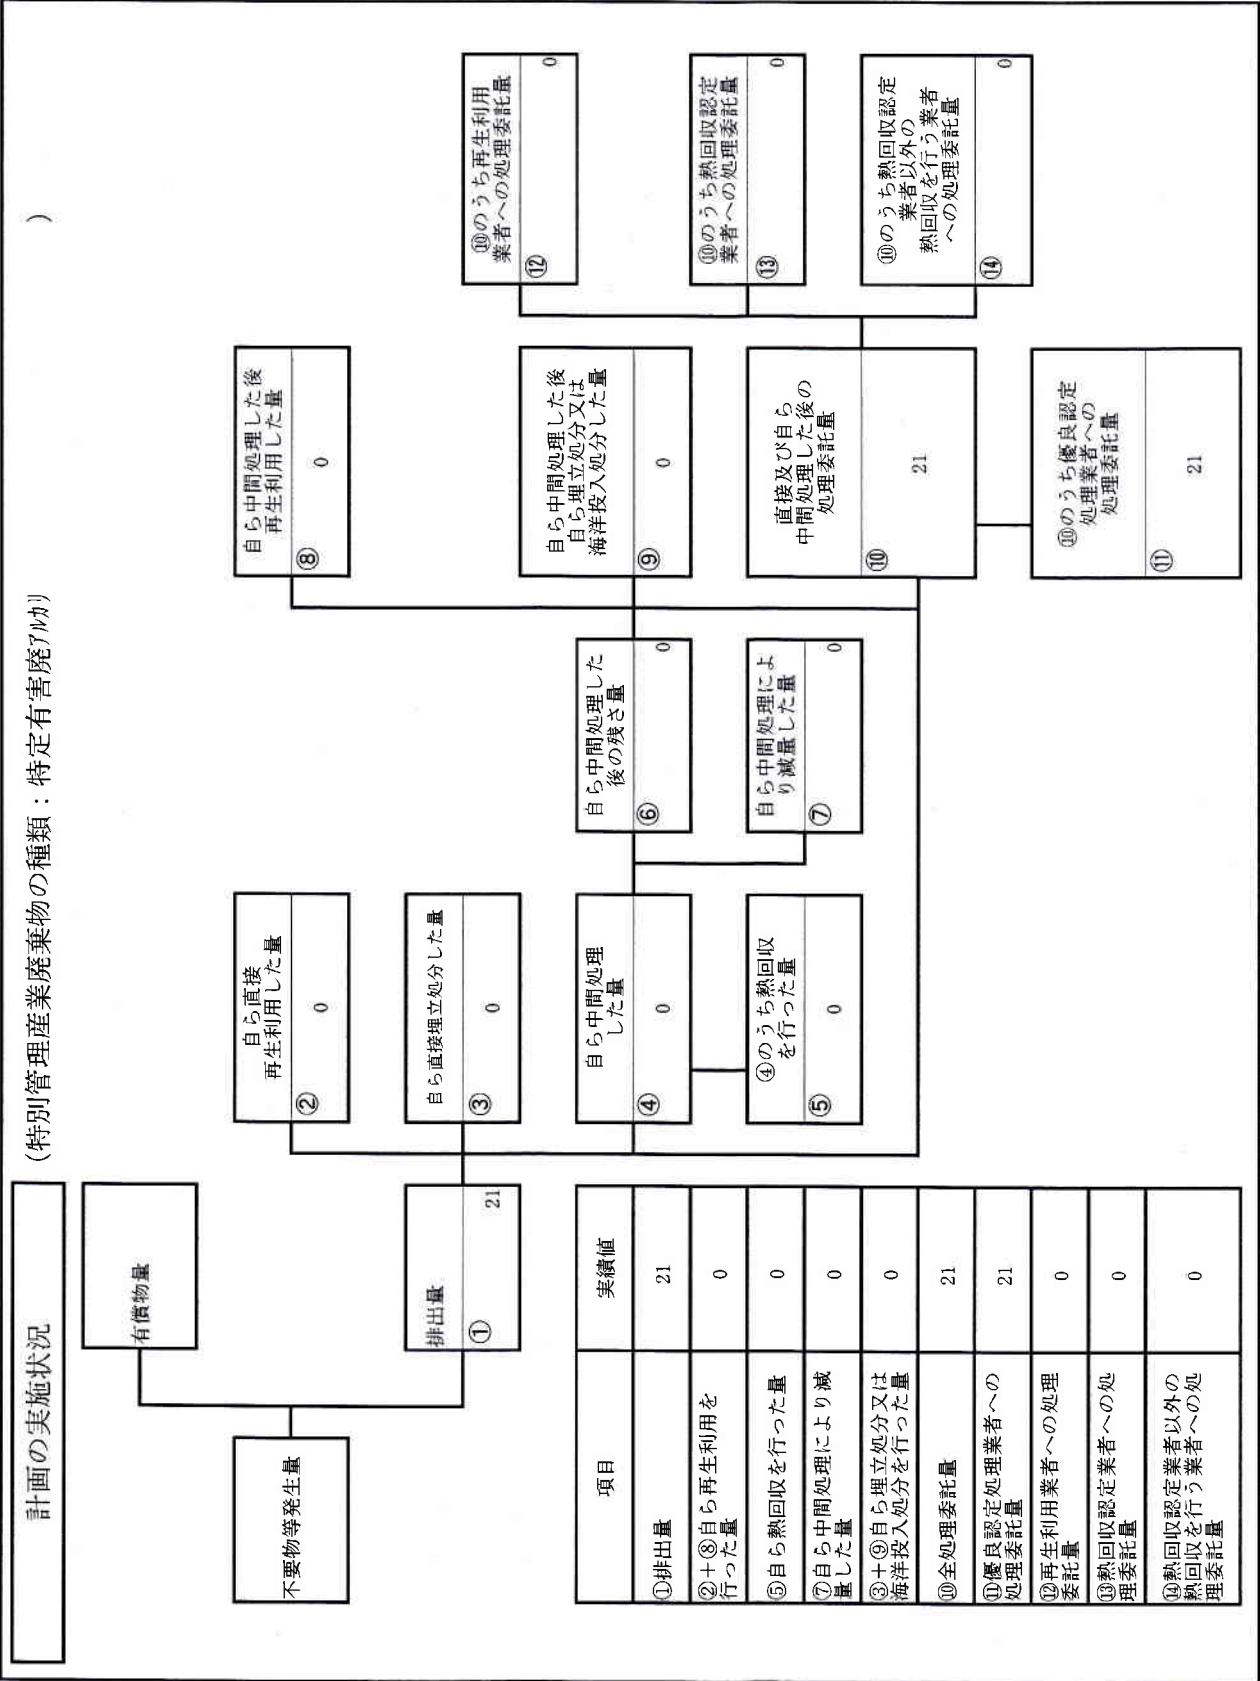 計画の実施状況
(特別管理産業廃棄物の種類：特定有害廃ｱﾙｶﾘ
)
不要物等発生量
有償物量
排出量
①
21
自ら直接
再生利用した量
②
0
自ら直接埋立処分した量
③
0
自ら中間処理
した量
④
0
④のうち熱回収
を行った量
⑤
0
自ら中間処理した
後の残さ量
⑥
0
自ら中間処理によ
り減量した量
⑦
0
自ら中間処理した後
再生利用した量
⑧
0
自ら中間処理した後
自ら埋立処分又は
海洋投入処分した量
⑨
0
直接及び自ら
中間処理した後の
処理委託量
⑩
21
⑩のうち優良認定
処理業者への
処理委託量
⑪
21
⑩のうち再生利用
業者への処理委託量
⑫
0
⑩のうち熱回収認定
業者への処理委託量
⑬
0
⑩のうち熱回収認定
業者以外の
熱回収を行う業者
への処理委託量
⑭
0
項目
実績値
①排出量
21
②＋⑧自ら再生利用を
行った量
0
⑤自ら熱回収を行った量
0
⑦自ら中間処理により減
量した量
0
③＋⑨自ら埋立処分又は
海洋投入処分を行った量
0
⑩全処理委託量
21
⑪優良認定処理業者への
処理委託量
21
⑫再生利用業者への処理
委託量
0
⑬熱回収認定業者への処
理委託量
0
⑭熱回収認定業者以外の
熱回収を行う業者への処
理委託量
0